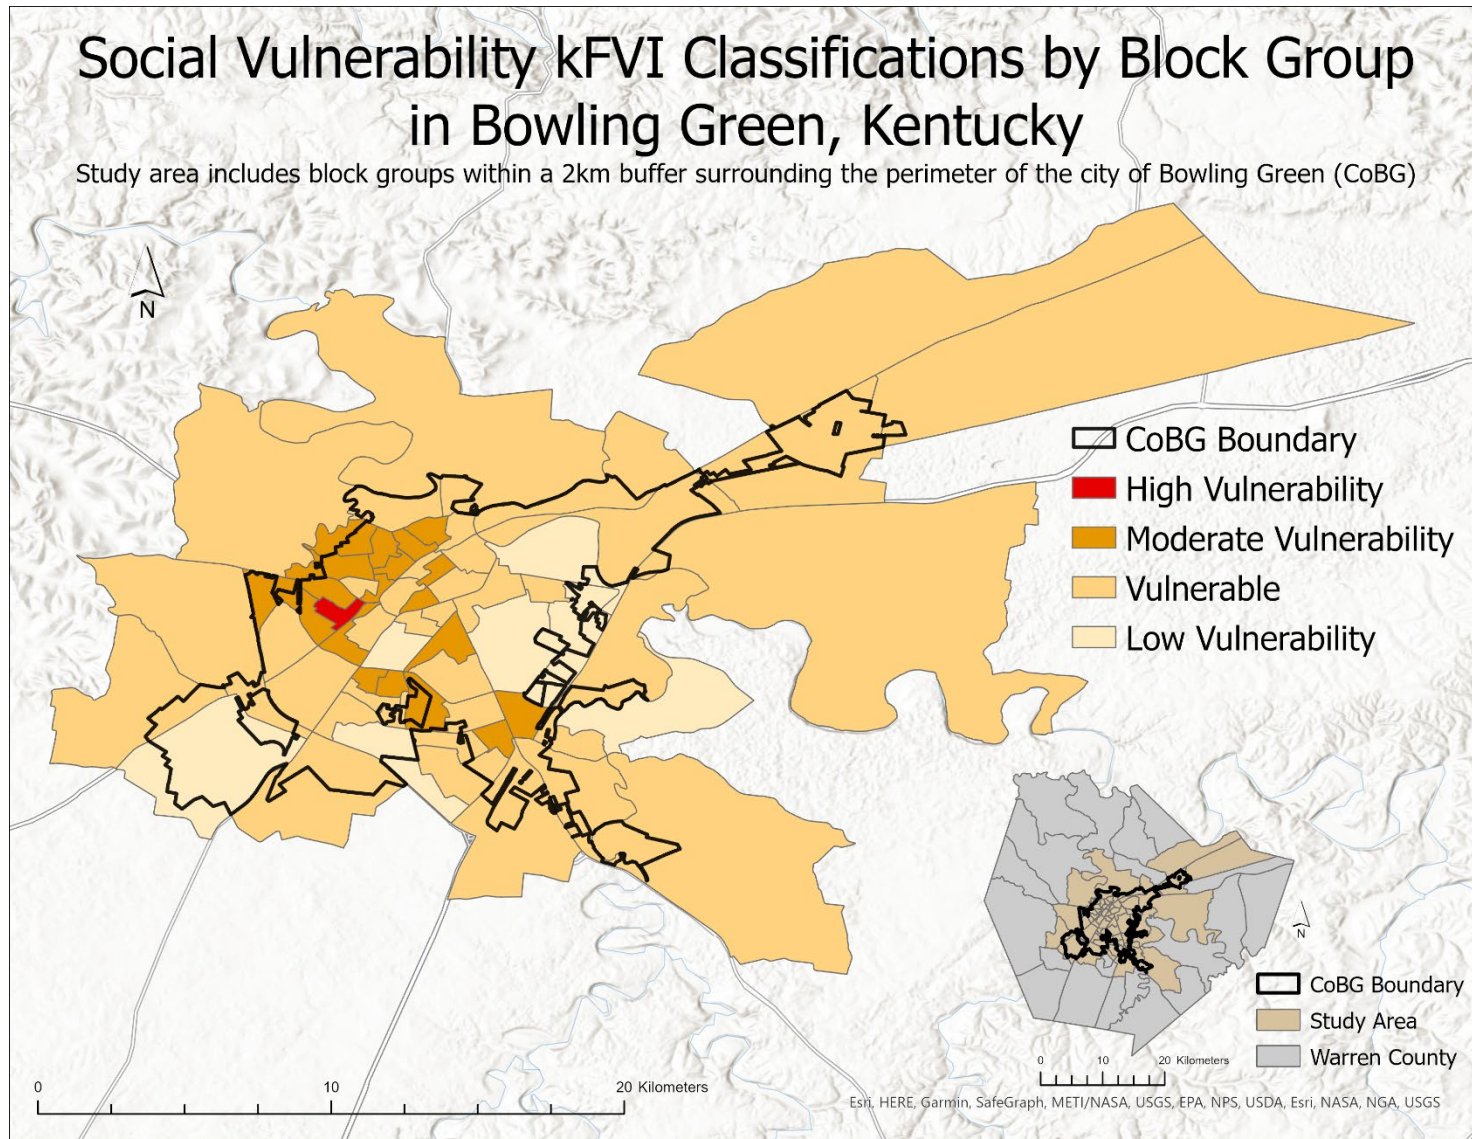 Social Vulnerability kFVI Classifications by Block Group
in Bowling Green, Kentucky
Study area includes block groups within a 2km buffer surrounding the perimeter of the city of Bowling Green (CoBG)
N
CoBG Boundary
High Vulnerability
Moderate Vulnerability
Vulnerable
Low Vulnerability
N
CoBG Boundary
Study Area
Warren County
0 10 20 Kilometers
0 10 20 Kilometers
Esri, HERE, Garmin, SafeGraph, METI/NASA, USGS, EPA, NPS, USDA, Esri, NASA, NGA, USGS